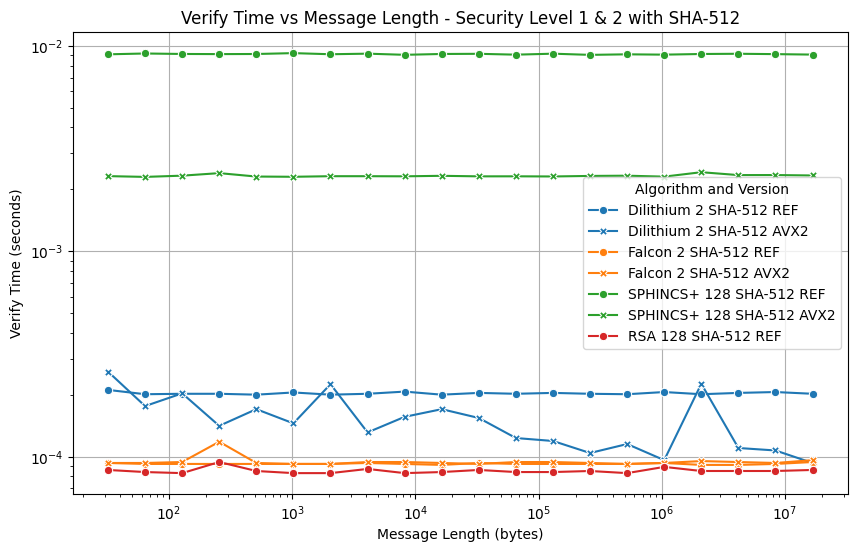 Verify Time vs Message Length - Security Level 1 & 2 with SHA-512
Verify Time (seconds)
10⁻²
10⁻³
10⁻⁴
Algorithm and Version
Dilithium 2 SHA-512 REF
Dilithium 2 SHA-512 AVX2
Falcon 2 SHA-512 REF
Falcon 2 SHA-512 AVX2
SPHINCS+ 128 SHA-512 REF
SPHINCS+ 128 SHA-512 AVX2
RSA 128 SHA-512 REF
10² 10³ 10⁴ 10⁵ 10⁶ 10⁷
Message Length (bytes)